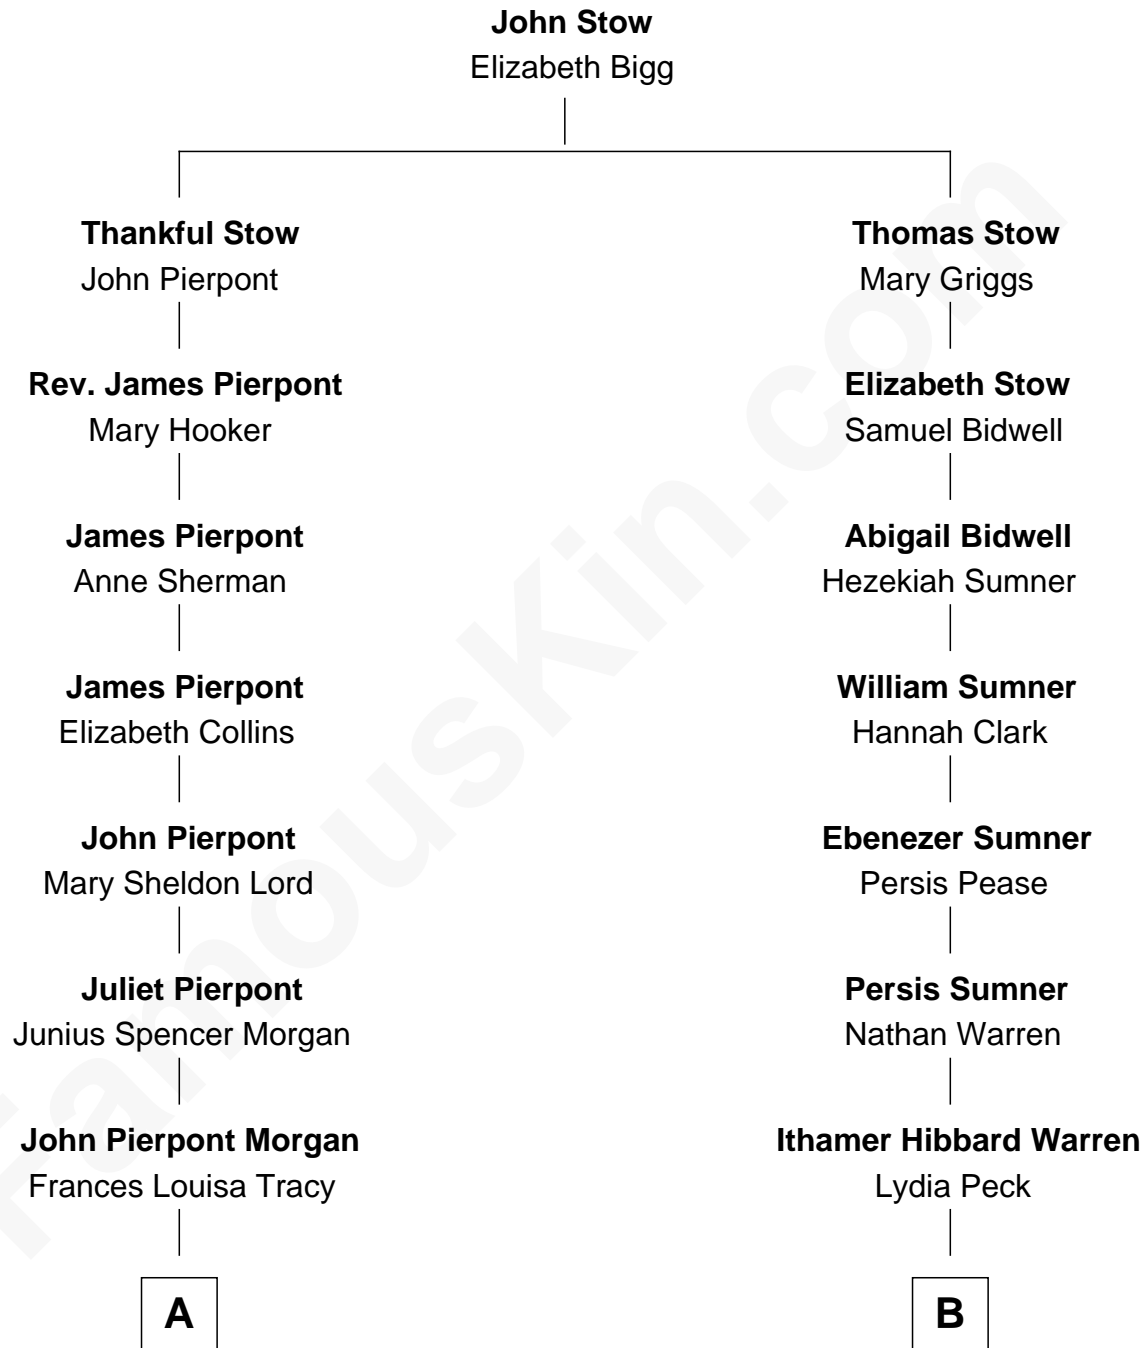 John Stow
Elizabeth Bigg
Thankful Stow
John Pierpont
Thomas Stow
Mary Griggs
Rev. James Pierpont
Mary Hooker
Elizabeth Stow
Samuel Bidwell
James Pierpont
Anne Sherman
Abigail Bidwell
Hezekiah Sumner
James Pierpont
Elizabeth Collins
William Sumner
Hannah Clark
John Pierpont
Mary Sheldon Lord
Ebenezer Sumner
Persis Pease
Juliet Pierpont
Junius Spencer Morgan
Persis Sumner
Nathan Warren
John Pierpont Morgan
Frances Louisa Tracy
Ithamer Hibbard Warren
Lydia Peck
A
B
FamousKin.com